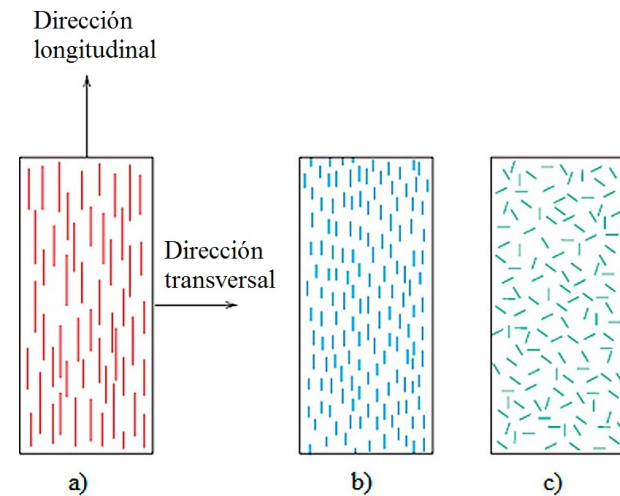 Dirección
longitudinal
Dirección
transversal
a)
b)
c)